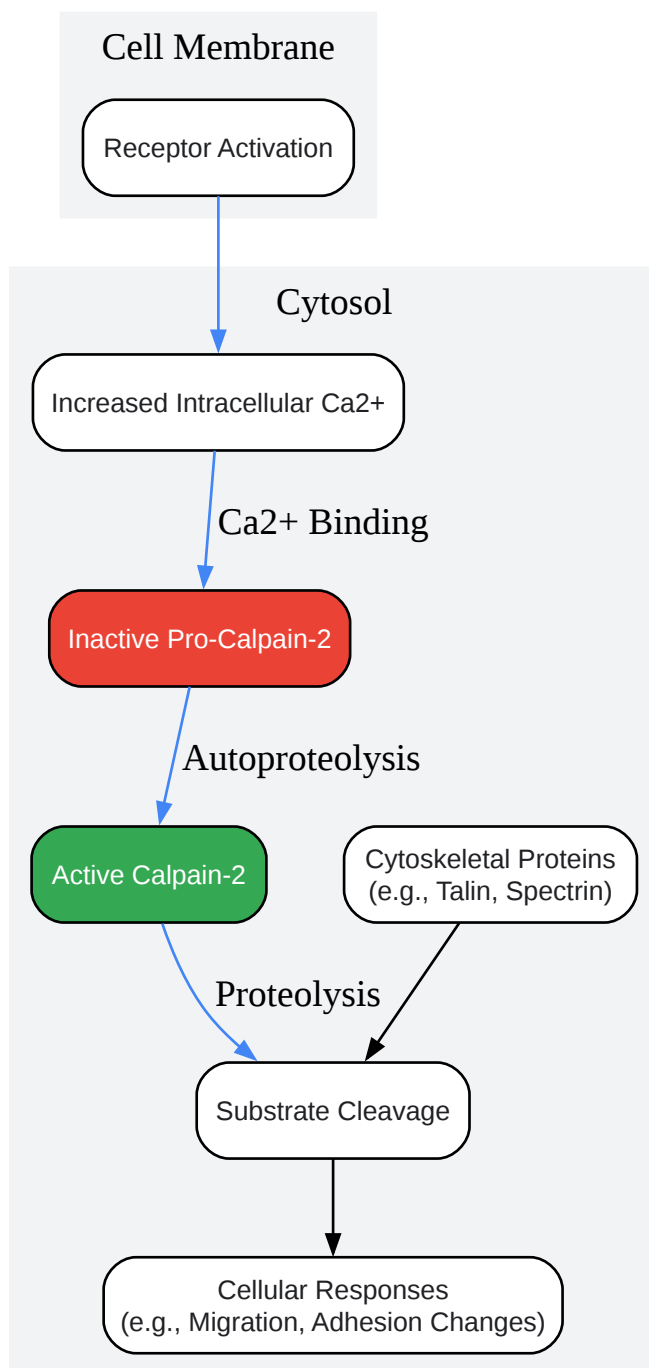 Cell Membrane
Receptor Activation
Cytosol
Increased Intracellular Ca2+
Ca2+ Binding
Inactive Pro-Calpain-2
Autoproteolysis
Active Calpain-2
Cytoskeletal Proteins
(e.g., Talin, Spectrin)
Proteolysis
Substrate Cleavage
Cellular Responses
(e.g., Migration, Adhesion Changes)